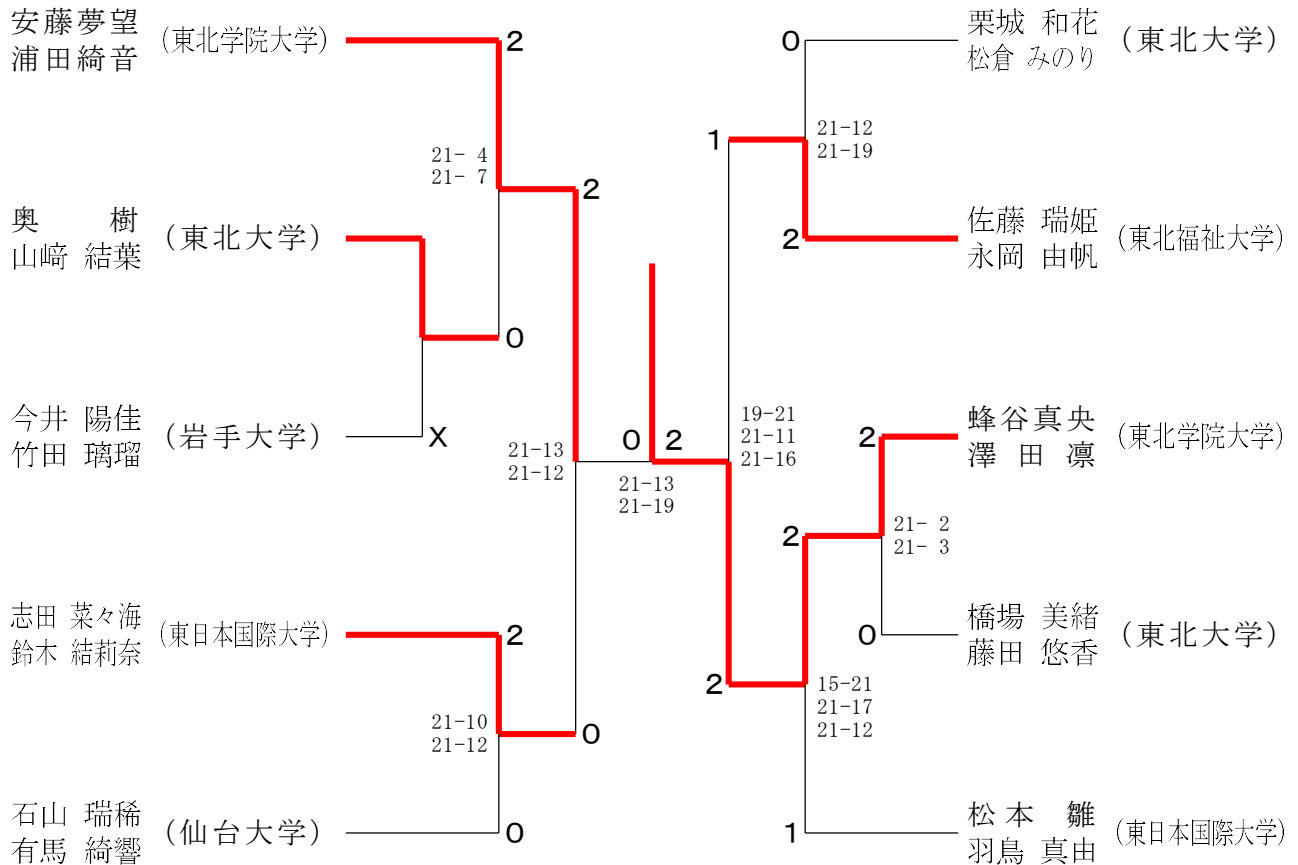 安藤夢望
浦田綺音
(東北学院大学)
2
21- 4
21- 7
2
奥 樹
山﨑 結葉
(東北大学)
0
今井 陽佳
竹田 璃瑠
(岩手大学)
X
21-13
21-12
志田 菜々海
鈴木 結莉奈
(東日本国際大学)
2
21-10
21-12
0
石山 瑞稀
有馬 綺響
(仙台大学)
0
0 2
21-13
21-19
0
栗城 和花
松倉 みのり
(東北大学)
1
21-12
21-19
2
佐藤 瑞姫
永岡 由帆
(東北福祉大学)
19-21
21-11
21-16
2
蜂谷真央
澤田 凛
(東北学院大学)
2
21- 2
21- 3
0
橋場 美緒
藤田 悠香
(東北大学)
2
15-21
21-17
21-12
1
松本 雛
羽鳥 真由
(東日本国際大学)